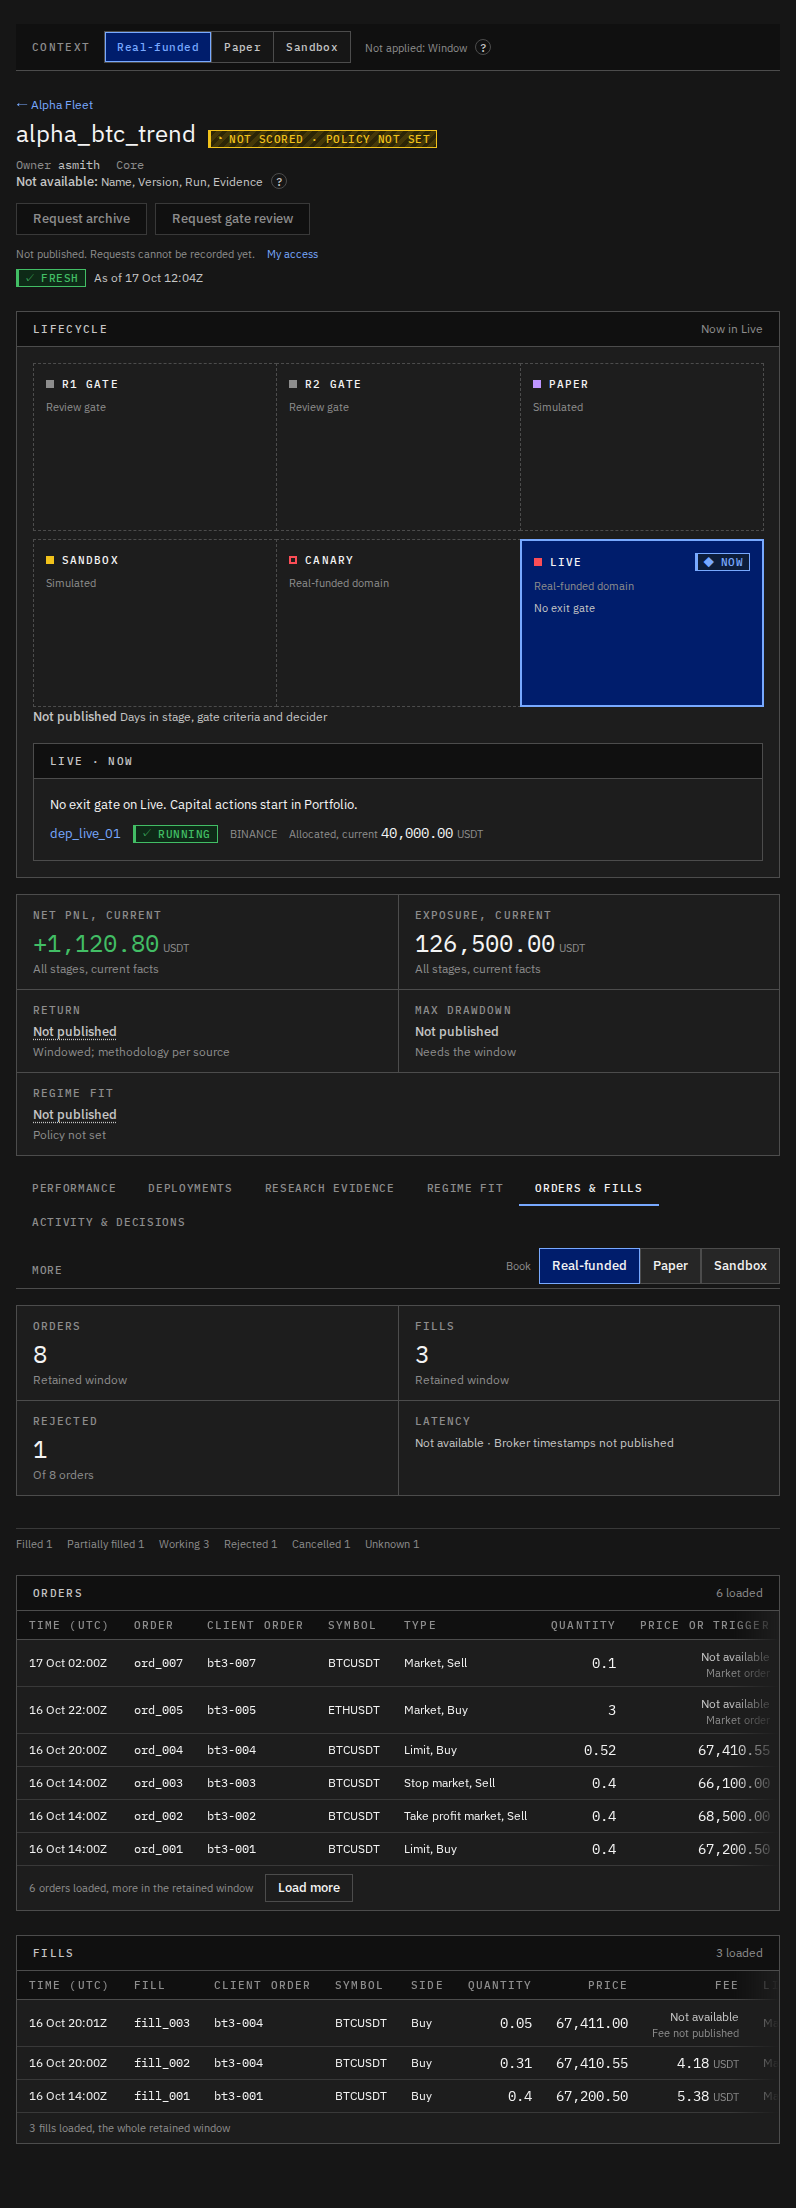 CONTEXT Real-funded Paper Sandbox Not applied: Window ?
← Alpha Fleet
alpha_btc_trend NOT SCORED · POLICY NOT SET
Owner asmith Core
Not available: Name, Version, Run, Evidence ?
Request archive Request gate review
Not published. Requests cannot be recorded yet. My access
✓ FRESH As of 17 Oct 12:04Z
LIFECYCLE Now in Live
R1 GATE R2 GATE PAPER
Review gate Review gate Simulated
SANDBOX CANARY LIVE ◆ NOW
Simulated Real-funded domain Real-funded domain
No exit gate
Not published Days in stage, gate criteria and decider
LIVE · NOW
No exit gate on Live. Capital actions start in Portfolio.
dep_live_01 ✓ RUNNING BINANCE Allocated, current 40,000.00 USDT
NET PNL, CURRENT EXPOSURE, CURRENT
+1,120.80 USDT 126,500.00 USDT
All stages, current facts All stages, current facts
RETURN MAX DRAWDOWN
Not published Not published
Windowed; methodology per source Needs the window
REGIME FIT
Not published
Policy not set
PERFORMANCE DEPLOYMENTS RESEARCH EVIDENCE REGIME FIT ORDERS & FILLS
ACTIVITY & DECISIONS
MORE Book Real-funded Paper Sandbox
ORDERS FILLS
8 3
Retained window Retained window
REJECTED LATENCY
1 Not available · Broker timestamps not published
Of 8 orders
Filled 1 Partially filled 1 Working 3 Rejected 1 Cancelled 1 Unknown 1
ORDERS 6 loaded
TIME (UTC) ORDER CLIENT ORDER SYMBOL TYPE QUANTITY PRICE OR TRIGGER
17 Oct 02:00Z ord_007 bt3-007 BTCUSDT Market, Sell 0.1 Not available
Market order
16 Oct 22:00Z ord_005 bt3-005 ETHUSDT Market, Buy 3 Not available
Market order
16 Oct 20:00Z ord_004 bt3-004 BTCUSDT Limit, Buy 0.52 67,410.55
16 Oct 14:00Z ord_003 bt3-003 BTCUSDT Stop market, Sell 0.4 66,100.00
16 Oct 14:00Z ord_002 bt3-002 BTCUSDT Take profit market, Sell 0.4 68,500.00
16 Oct 14:00Z ord_001 bt3-001 BTCUSDT Limit, Buy 0.4 67,200.50
6 orders loaded, more in the retained window Load more
FILLS 3 loaded
TIME (UTC) FILL CLIENT ORDER SYMBOL SIDE QUANTITY PRICE FEE
16 Oct 20:01Z fill_003 bt3-004 BTCUSDT Buy 0.05 67,411.00 Not available
Fee not published
16 Oct 20:00Z fill_002 bt3-004 BTCUSDT Buy 0.31 67,410.55 4.18 USDT
16 Oct 14:00Z fill_001 bt3-001 BTCUSDT Buy 0.4 67,200.50 5.38 USDT
3 fills loaded, the whole retained window